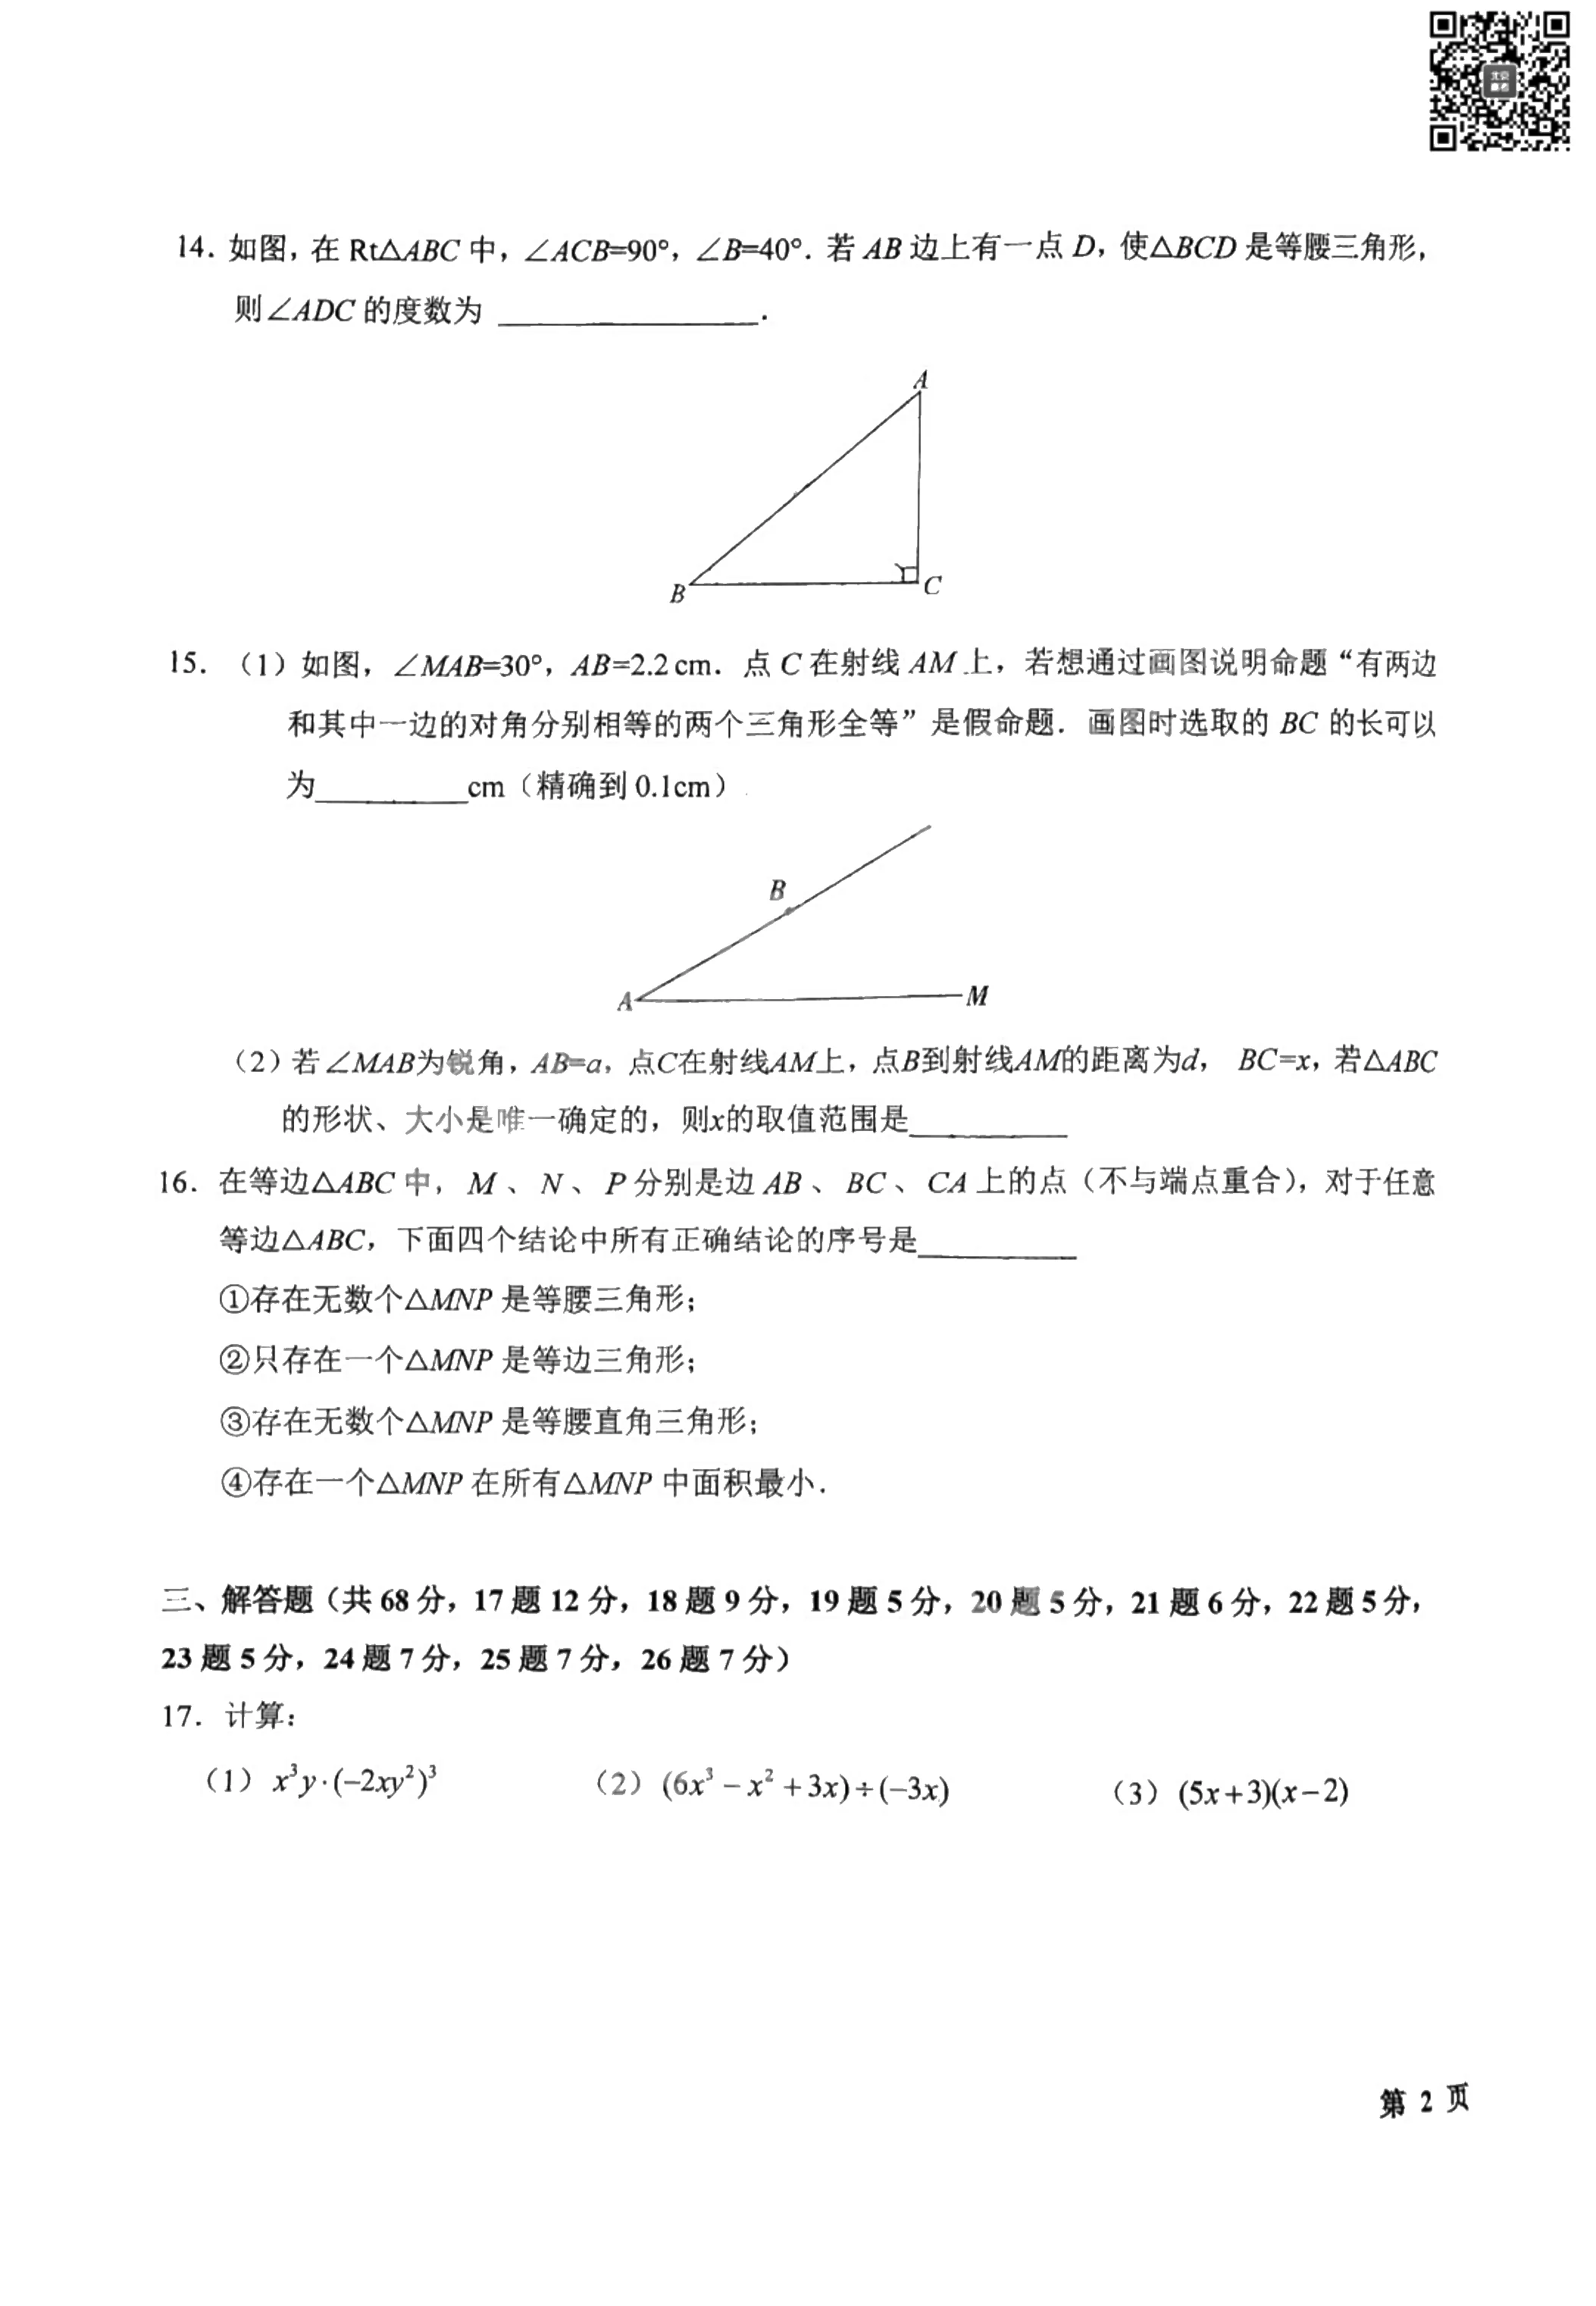 14. 如图，在 Rt△ABC 中，∠ACB=90°，∠B=40°. 若 AB 边上有一点 D，使△BCD 是等腰三角形，
则∠ADC 的度数为 ____________.
A
B
C
15. （1）如图，∠MAB=30°，AB=2.2 cm. 点 C 在射线 AM 上，若想通过画图说明命题“有两边
和其中一边的对角分别相等的两个三角形全等”是假命题. 画图时选取的 BC 的长可以
为________cm（精确到 0.1cm）
B
A
M
（2）若∠MAB为锐角，AB=a，点C在射线AM上，点B到射线AM的距离为d， BC=x，若△ABC
的形状、大小是唯一确定的，则x的取值范围是________
16. 在等边△ABC 中，M 、N 、P 分别是边 AB 、BC 、CA 上的点（不与端点重合），对于任意
等边△ABC，下面四个结论中所有正确结论的序号是________
①存在无数个△MNP 是等腰三角形；
②只存在一个△MNP 是等边三角形；
③存在无数个△MNP 是等腰直角三角形；
④存在一个△MNP 在所有△MNP 中面积最小.
三、解答题（共 68 分，17 题 12 分，18 题 9 分，19 题 5 分，20 题 5 分，21 题 6 分，22 题 5 分，
23 题 5 分，24 题 7 分，25 题 7 分，26 题 7 分）
17. 计算：
（1） x³y·(−2xy²)³ （2） (6x³ − x² + 3x)÷(−3x) （3） (5x+3)(x−2)
第 2 页